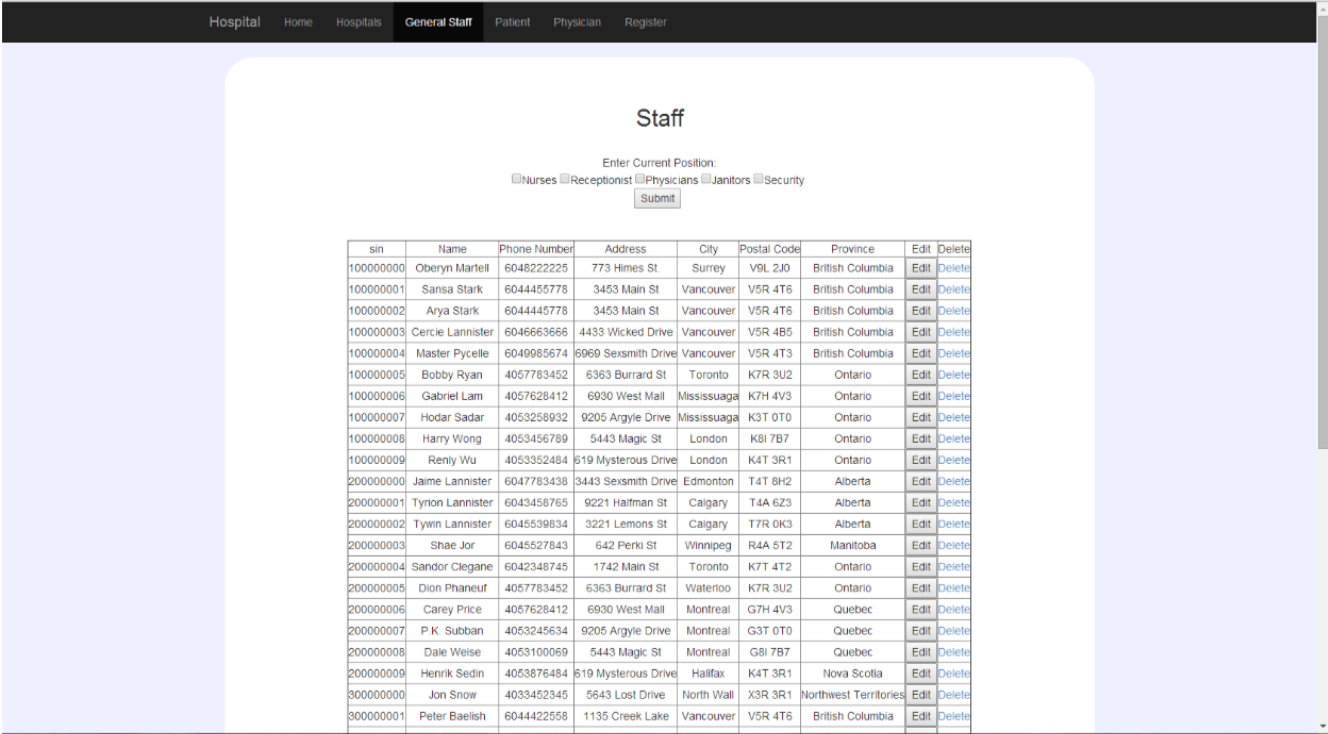 Hospital Home Hospitals General Staff Patient Physician Register
Staff
Enter Current Position:
Nurses Receptionist Physicians Janitors Security
Submit
sin Name Phone Number Address City Postal Code Province Edit Delete
100000000 Oberyn Martell 6048222225 773 Himes St. Surrey V9L 2J0 British Columbia Edit Delete
100000001 Sansa Stark 6044455778 3453 Main St Vancouver V5R 4T6 British Columbia Edit Delete
100000002 Arya Stark 6044445778 3453 Main St Vancouver V5R 4T6 British Columbia Edit Delete
100000003 Cercie Lannister 6046663666 4433 Wicked Drive Vancouver V5R 4B5 British Columbia Edit Delete
100000004 Master Pycelle 6049985674 6969 Sexsmith Drive Vancouver V5R 4T3 British Columbia Edit Delete
100000005 Bobby Ryan 4057783452 6363 Burrard St Toronto K7R 3U2 Ontario Edit Delete
100000006 Gabriel Lam 4057628412 6930 West Mall Mississuaga K7H 4V3 Ontario Edit Delete
100000007 Hodar Sadar 4053258932 9205 Argyle Drive Mississuaga K3T 0T0 Ontario Edit Delete
100000008 Harry Wong 4053456789 5443 Magic St London K8I 7B7 Ontario Edit Delete
100000009 Renly Wu 4053352484 619 Mysterous Drive London K4T 3R1 Ontario Edit Delete
200000000 Jaime Lannister 6047783438 3443 Sexsmith Drive Edmonton T4T 8H2 Alberta Edit Delete
200000001 Tyrion Lannister 6043458765 9221 Halfman St Calgary T4A 6Z3 Alberta Edit Delete
200000002 Tywin Lannister 6045539834 3221 Lemons St Calgary T7R 0K3 Alberta Edit Delete
200000003 Shae Jor 6045527843 642 Perki St Winnipeg R4A 5T2 Manitoba Edit Delete
200000004 Sandor Clegane 6042348745 1742 Main St Toronto K7T 4T2 Ontario Edit Delete
200000005 Dion Phaneuf 4057783452 6363 Burrard St Waterloo K7R 3U2 Ontario Edit Delete
200000006 Carey Price 4057628412 6930 West Mall Montreal G7H 4V3 Quebec Edit Delete
200000007 P.K. Subban 4053245634 9205 Argyle Drive Montreal G3T 0T0 Quebec Edit Delete
200000008 Dale Weise 4053100069 5443 Magic St Montreal G8I 7B7 Quebec Edit Delete
200000009 Henrik Sedin 4053876484 619 Mysterous Drive Halifax K4T 3R1 Nova Scotia Edit Delete
300000000 Jon Snow 4033452345 5643 Lost Drive North Wall X3R 3R1 Northwest Territories Edit Delete
300000001 Peter Baelish 6044422558 1135 Creek Lake Vancouver V5R 4T6 British Columbia Edit Delete